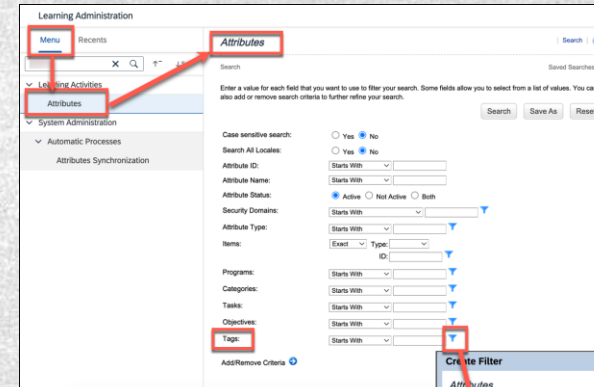 Learning Administration
Menu Recents
Attributes
Search
Search
Saved Searches
Enter a value for each field that you want to use to filter your search. Some fields allow you to select from a list of values. You can
also add or remove search criteria to further refine your search.
Search Save As Reset
Learning Activities
Attributes
System Administration
Automatic Processes
Attributes Synchronization
Case sensitive search: Yes No
Search All Locales: Yes No
Attribute ID: Starts With
Attribute Name: Starts With
Attribute Status: Active Not Active Both
Security Domains: Starts With
Attribute Type: Starts With
Items: Exact Type:
ID:
Programs: Starts With
Categories: Starts With
Tasks: Starts With
Objectives: Starts With
Tags: Starts With
Add/Remove Criteria
Create Filter
Attributes